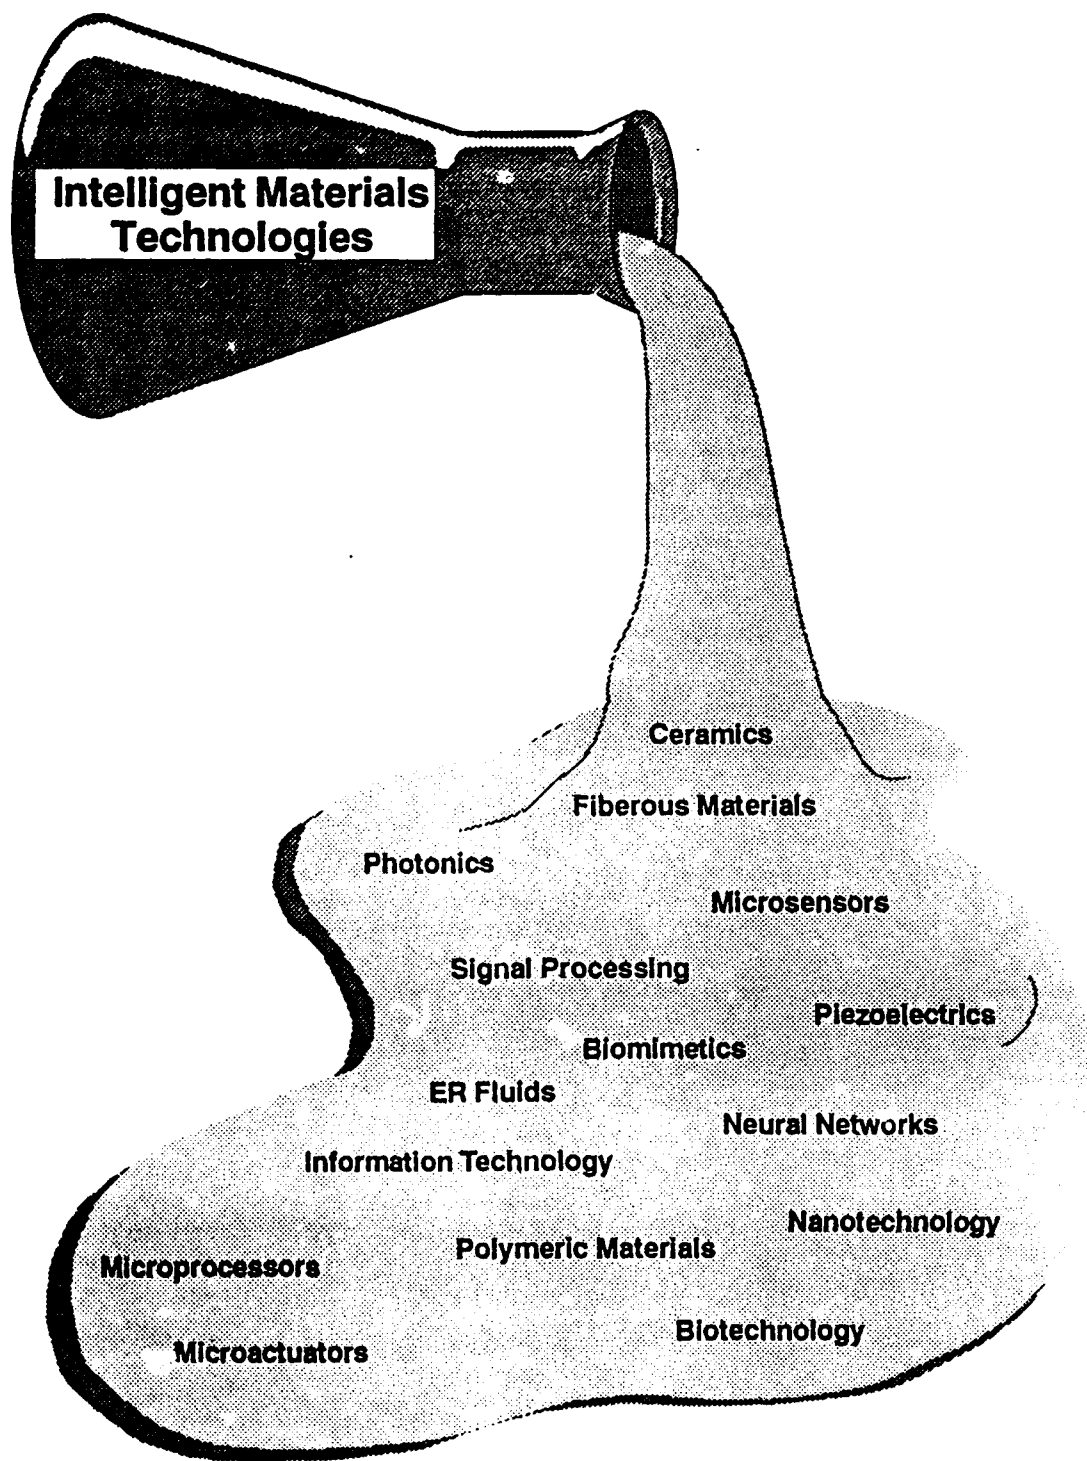 Intelligent Materials
Technologies
Ceramics
Fiberous Materials
Photonics
Microsensors
Signal Processing
Piezoelectrics
Biomimetics
ER Fluids
Neural Networks
Information Technology
Nanotechnology
Polymeric Materials
Microprocessors
Biotechnology
Microactuators